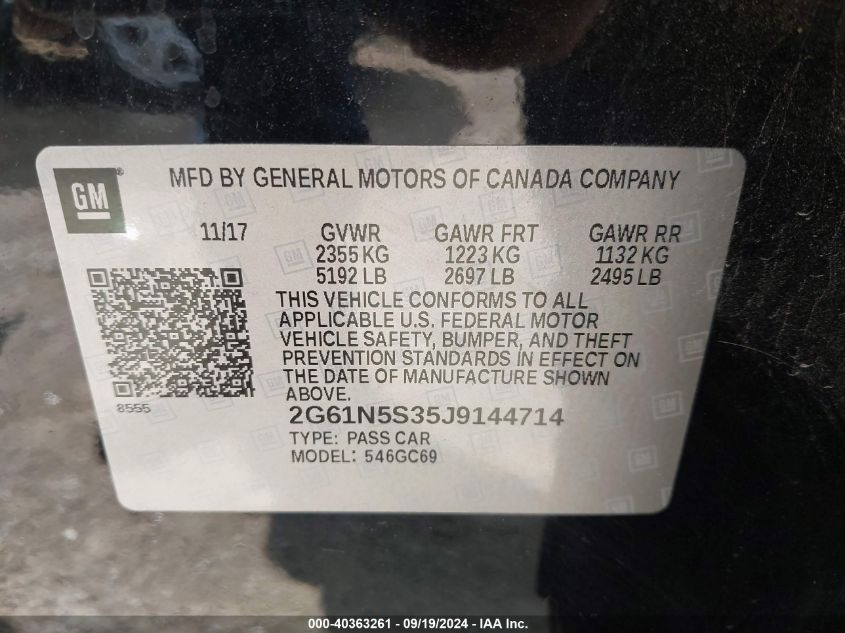 GM®
MFD BY GENERAL MOTORS OF CANADA COMPANY
11/17 GVWR GAWR FRT GAWR RR
2355 KG 1223 KG 1132 KG
5192 LB 2697 LB 2495 LB
THIS VEHICLE CONFORMS TO ALL
APPLICABLE U.S. FEDERAL MOTOR
VEHICLE SAFETY, BUMPER, AND THEFT
PREVENTION STANDARDS IN EFFECT ON
THE DATE OF MANUFACTURE SHOWN
ABOVE.
8555
2G61N5S35J9144714
TYPE: PASS CAR
MODEL: 546GC69
000-40363261 - 09/19/2024 - IAA Inc.